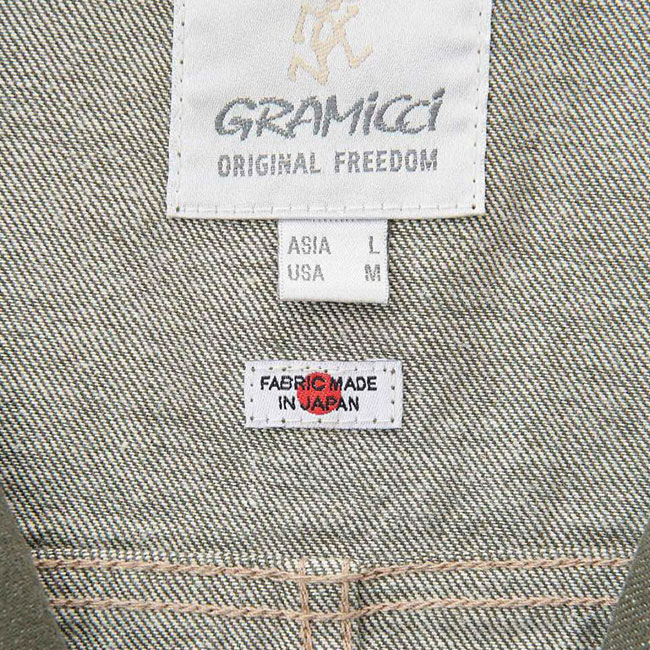 GRAMiCCi
ORIGINAL FREEDOM
ASIA L
USA M
FABRIC MADE
IN JAPAN